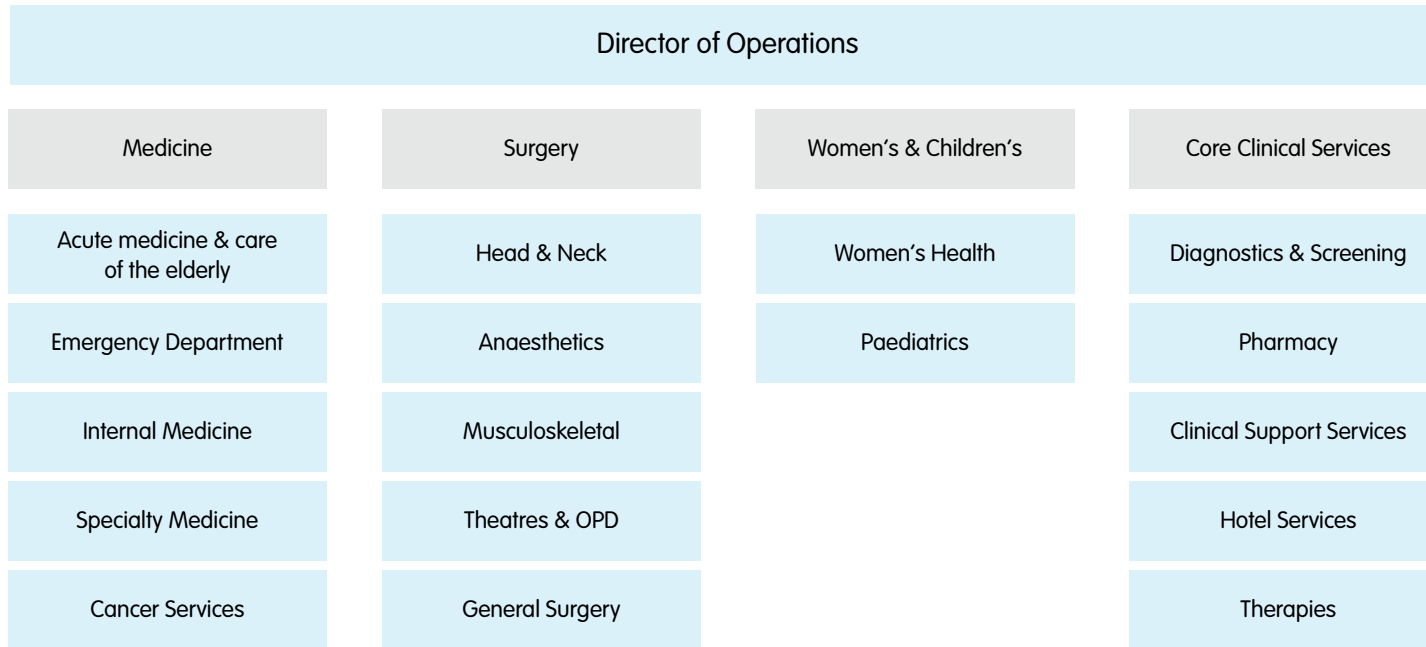 Director of Operations
Medicine
Surgery
Women’s & Children’s
Core Clinical Services
Acute medicine & care
of the elderly
Head & Neck
Women’s Health
Diagnostics & Screening
Emergency Department
Anaesthetics
Paediatrics
Pharmacy
Internal Medicine
Musculoskeletal
Clinical Support Services
Specialty Medicine
Theatres & OPD
Hotel Services
Cancer Services
General Surgery
Therapies